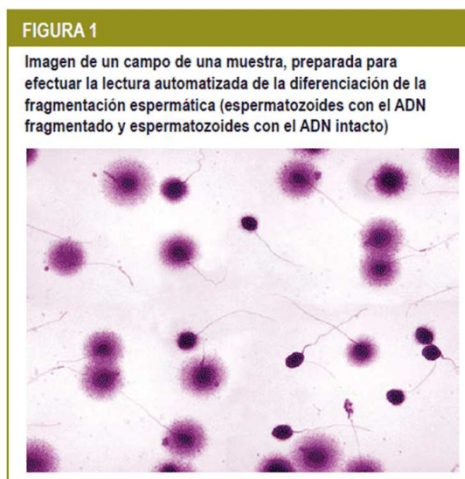 FIGURA 1
Imagen de un campo de una muestra, preparada para
efectuar la lectura automatizada de la diferenciación de la
fragmentación espermática (espermatozoides con el ADN
fragmentado y espermatozoides con el ADN intacto)